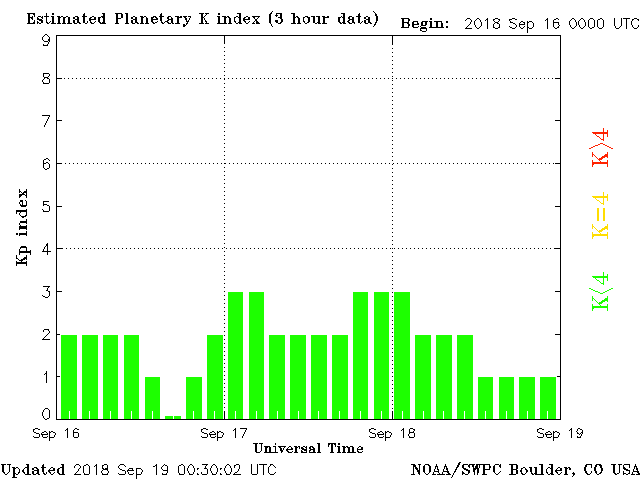 Estimated Planetary K index (3 hour data)
Begin: 2018 Sep 16 0000 UTC
9
8
7
6
5
4
3
2
1
0
Kp index
K>4
K=4
K<4
Sep 16
Sep 17
Sep 18
Sep 19
Universal Time
Updated 2018 Sep 19 00:30:02 UTC
NOAA/SWPC Boulder, CO USA